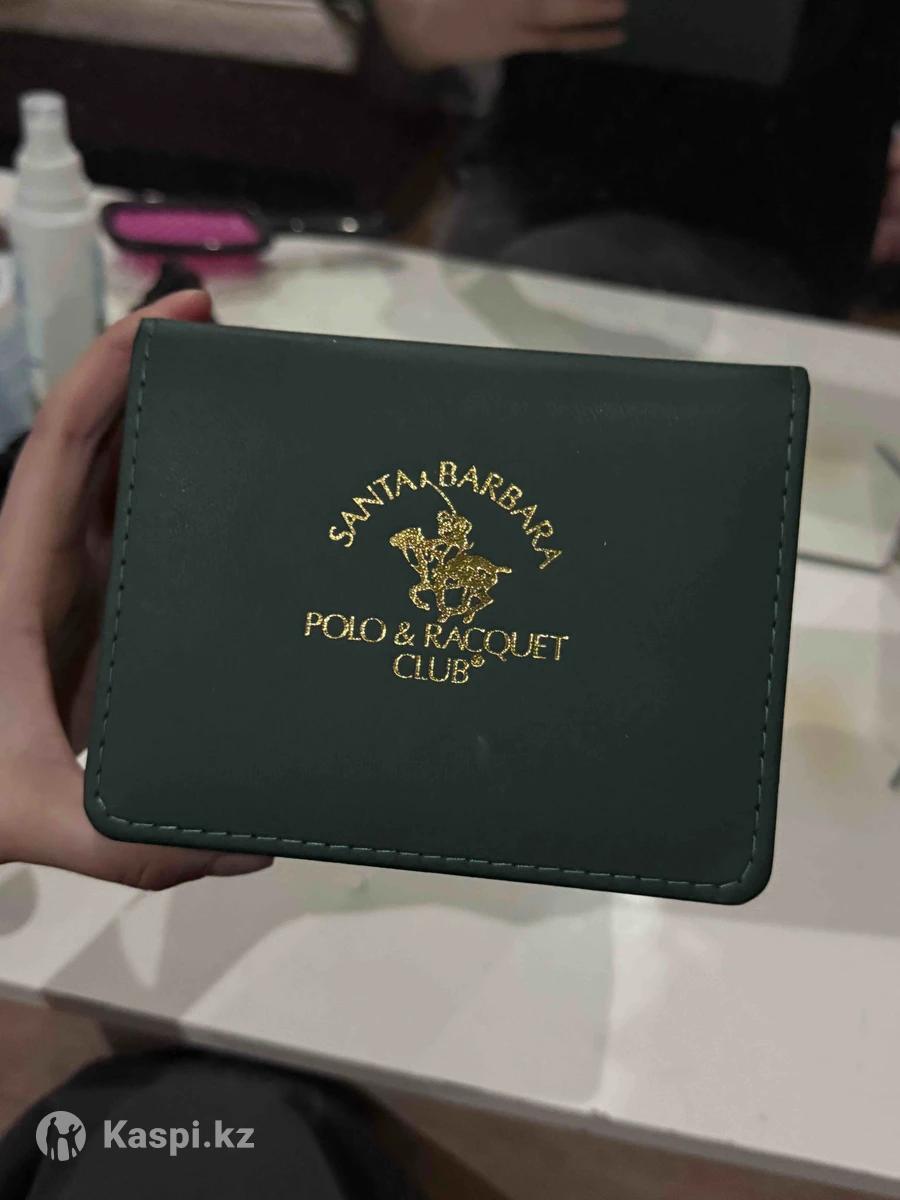 SANTA BARBARA
POLO & RACQUET
CLUB®
Kaspi.kz